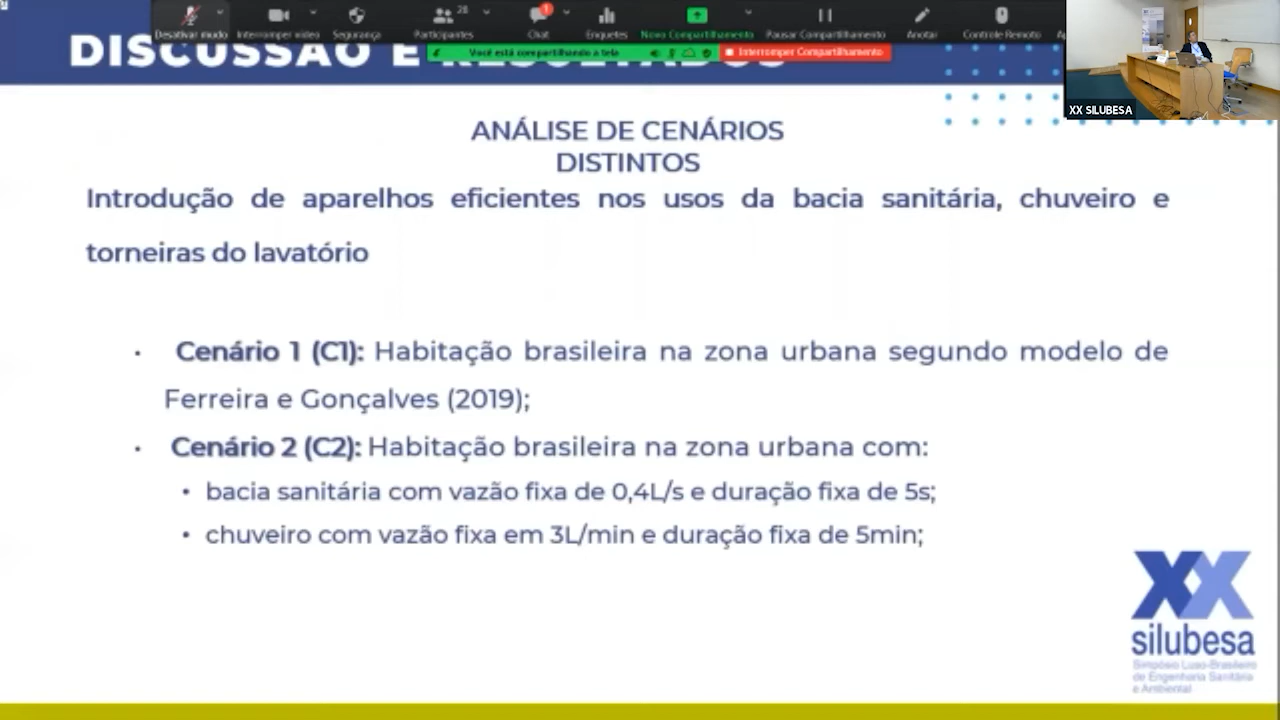 Desativar mudo
Interromper vídeo
Segurança
28
Participantes
1
Chat
Enquetes
Novo Compartilhamento
Pausar Compartilhamento
Anotar
Controle Remoto
DISCUSSÃO E RESULTADOS
Você está compartilhando a tela
Interromper Compartilhamento
XX SILUBESA
ANÁLISE DE CENÁRIOS
DISTINTOS
Introdução de aparelhos eficientes nos usos da bacia sanitária, chuveiro e
torneiras do lavatório
• Cenário 1 (C1): Habitação brasileira na zona urbana segundo modelo de
Ferreira e Gonçalves (2019);
• Cenário 2 (C2): Habitação brasileira na zona urbana com:
• bacia sanitária com vazão fixa de 0,4L/s e duração fixa de 5s;
• chuveiro com vazão fixa em 3L/min e duração fixa de 5min;
XX
silubesa
Simpósio Luso-Brasileiro
de Engenharia Sanitária
e Ambiental